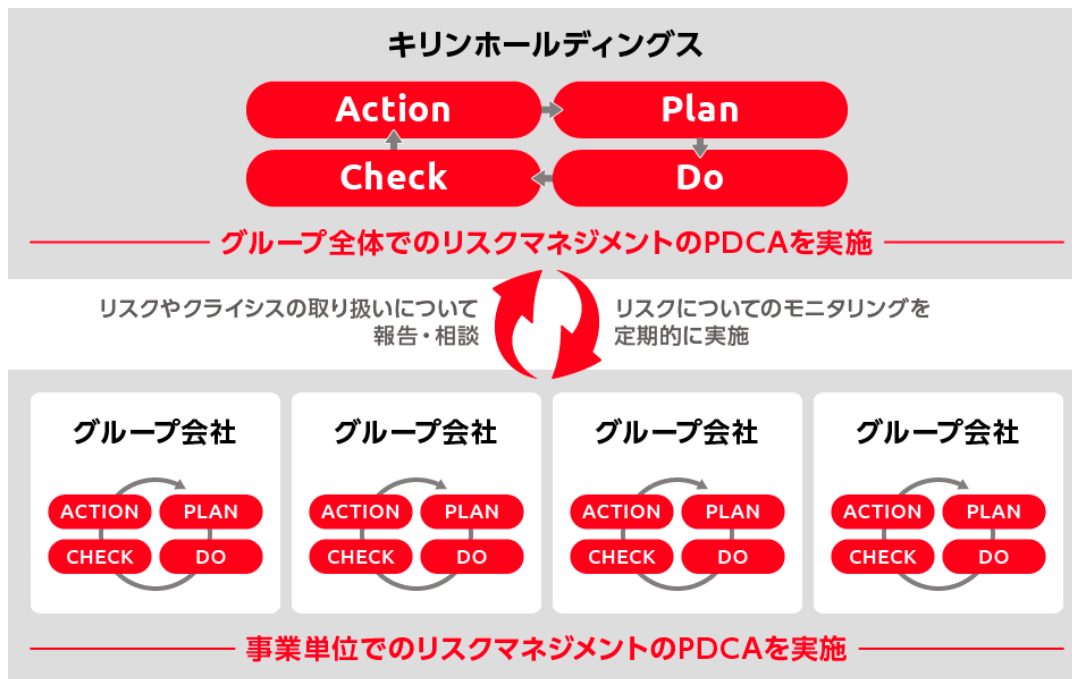 キリンホールディングス
Action Plan
Check Do
グループ全体でのリスクマネジメントのPDCAを実施
リスクやクライシスの取り扱いについて
報告・相談
リスクについてのモニタリングを
定期的に実施
グループ会社
ACTION PLAN
CHECK DO
グループ会社
ACTION PLAN
CHECK DO
グループ会社
ACTION PLAN
CHECK DO
グループ会社
ACTION PLAN
CHECK DO
事業単位でのリスクマネジメントのPDCAを実施